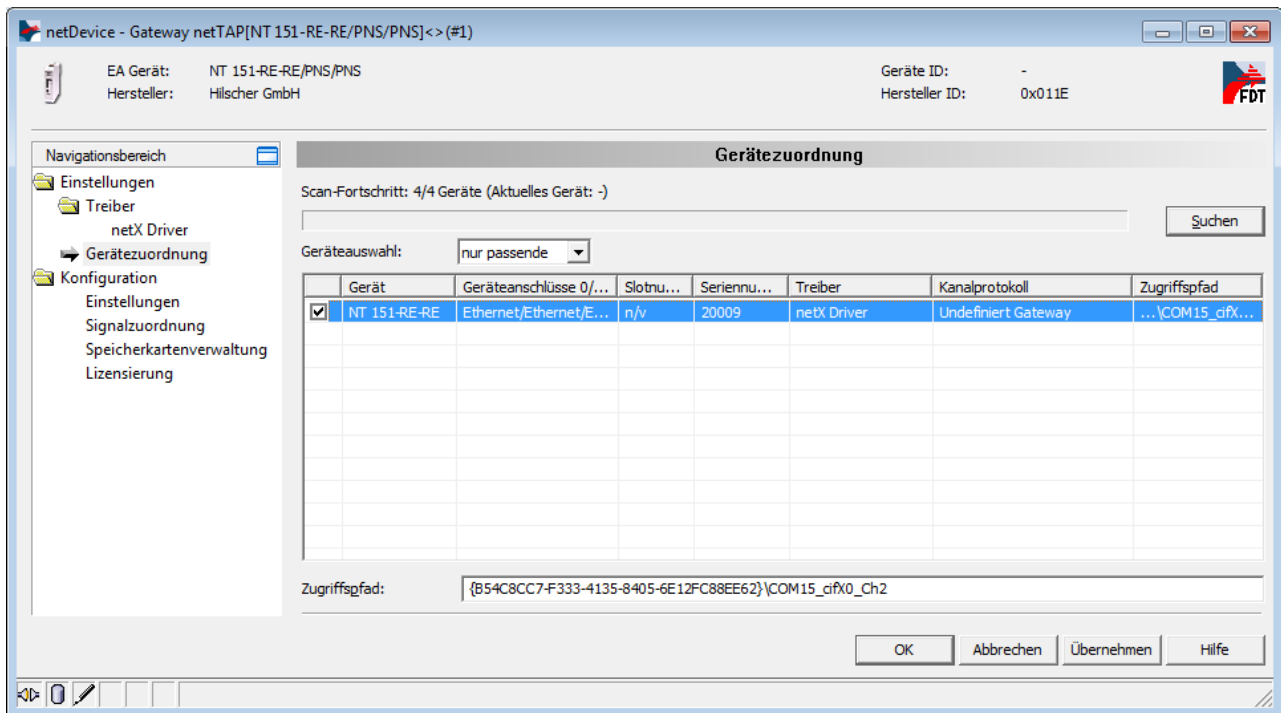 netDevice - Gateway netTAP[NT 151-RE-RE/PNS/PNS]<>(#1)
EA Gerät: NT 151-RE-RE/PNS/PNS Geräte ID: -
Hersteller: Hilscher GmbH Hersteller ID: 0x011E
FDT
Navigationsbereich
Einstellungen
Treiber
netX Driver
Gerätezuordnung
Konfiguration
Einstellungen
Signalzuordnung
Speicherkartenverwaltung
Lizensierung
Gerätezuordnung
Scan-Fortschritt: 4/4 Geräte (Aktuelles Gerät: -)
Suchen
Geräteauswahl: nur passende
Gerät Geräteanschlüsse 0/... Slotnu... Seriennu... Treiber Kanalprotokoll Zugriffspfad
NT 151-RE-RE Ethernet/Ethernet/E... n/v 20009 netX Driver Undefiniert Gateway ...\COM15_cifX...
Zugriffspfad: {B54C8CC7-F333-4135-8405-6E12FC88EE62}\COM15_cifX0_Ch2
OK Abbrechen Übernehmen Hilfe